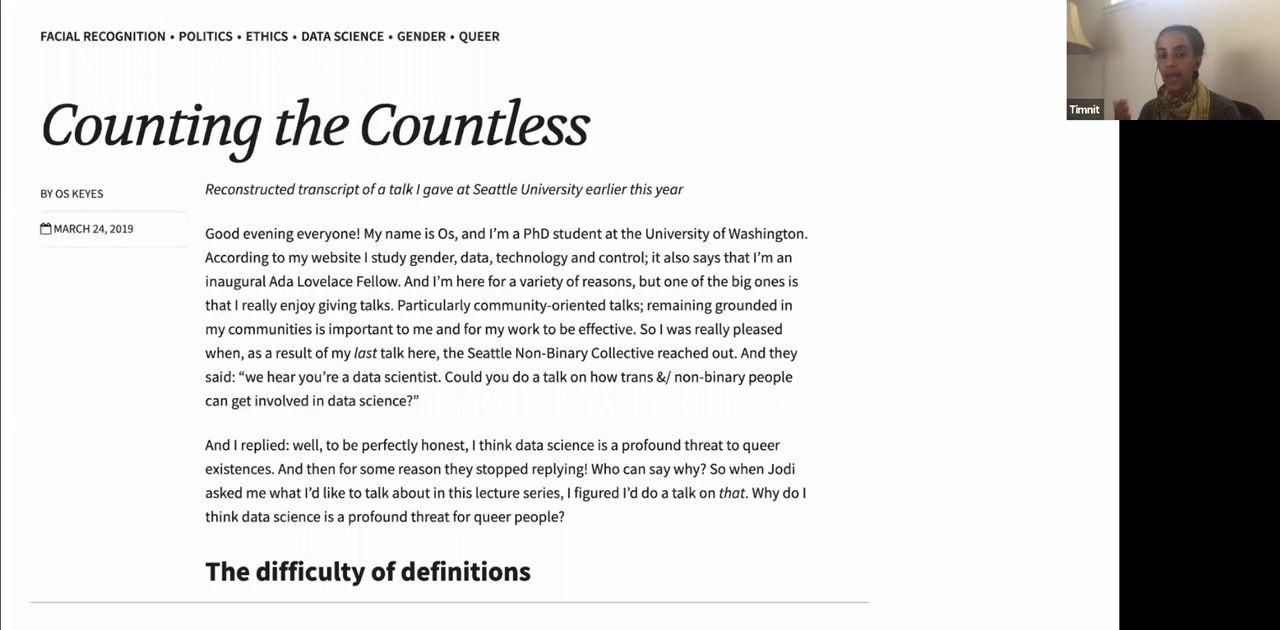 FACIAL RECOGNITION • POLITICS • ETHICS • DATA SCIENCE • GENDER • QUEER
Counting the Countless
BY OS KEYES
MARCH 24, 2019
Reconstructed transcript of a talk I gave at Seattle University earlier this year
Good evening everyone! My name is Os, and I'm a PhD student at the University of Washington.
According to my website I study gender, data, technology and control; it also says that I'm an
inaugural Ada Lovelace Fellow. And I'm here for a variety of reasons, but one of the big ones is
that I really enjoy giving talks. Particularly community-oriented talks; remaining grounded in
my communities is important to me and for my work to be effective. So I was really pleased
when, as a result of my last talk here, the Seattle Non-Binary Collective reached out. And they
said: “we hear you're a data scientist. Could you do a talk on how trans &/ non-binary people
can get involved in data science?”
And I replied: well, to be perfectly honest, I think data science is a profound threat to queer
existences. And then for some reason they stopped replying! Who can say why? So when Jodi
asked me what I'd like to talk about in this lecture series, I figured I'd do a talk on that. Why do I
think data science is a profound threat for queer people?
The difficulty of definitions
Timnit